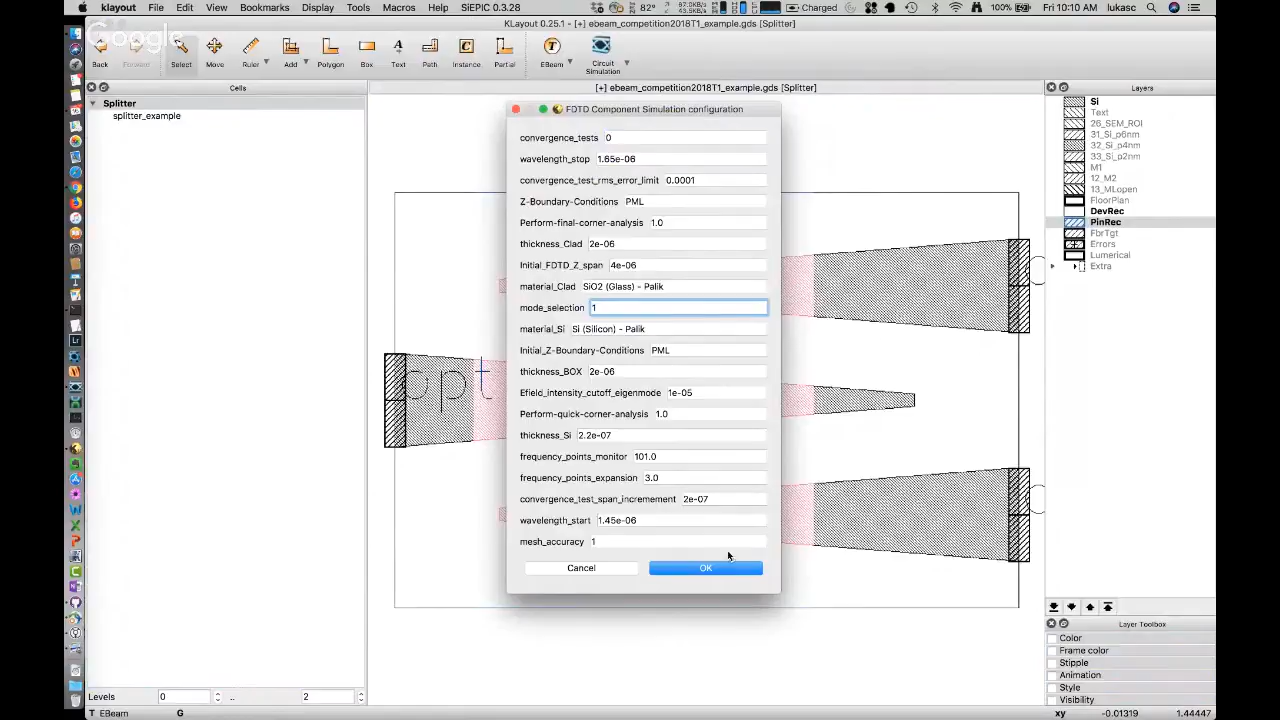 klayout File Edit View Bookmarks Display Tools Macros Help SiEPIC 0.3.28
82° 67.0KB/s Charged 100% Fri 10:10 AM lukasc
KLayout 0.25.1 - [+] ebeam_competition2018T1_example.gds [Splitter]
Google
Back Forward Select Move Ruler Add Polygon Box Text Path Instance Partial EBeam Circuit Simulation
Cells
[+] ebeam_competition2018T1_example.gds [Splitter]
Layers
Splitter
splitter_example
FDTD Component Simulation configuration
convergence_tests 0
wavelength_stop 1.65e-06
convergence_test_rms_error_limit 0.0001
Z-Boundary-Conditions PML
Perform-final-corner-analysis 1.0
thickness_Clad 2e-06
Initial_FDTD_Z_span 4e-06
material_Clad SiO2 (Glass) - Palik
mode_selection 1
material_Si Si (Silicon) - Palik
Initial_Z-Boundary-Conditions PML
thickness_BOX 2e-06
Efield_intensity_cutoff_eigenmode 1e-05
Perform-quick-corner-analysis 1.0
thickness_Si 2.2e-07
frequency_points_monitor 101.0
frequency_points_expansion 3.0
convergence_test_span_incremement 2e-07
wavelength_start 1.45e-06
mesh_accuracy 1
Cancel OK
opt
Si
Text
26_SEM_ROI
31_Si_p6nm
32_Si_p4nm
33_Si_p2nm
M1
12_M2
13_MLopen
FloorPlan
DevRec
PinRec
FbrTgt
Errors
Lumerical
Extra
Layer Toolbox
Color
Frame color
Stipple
Animation
Style
Visibility
Levels 0 .. 2
T EBeam G
xy -0.01319 1.44447